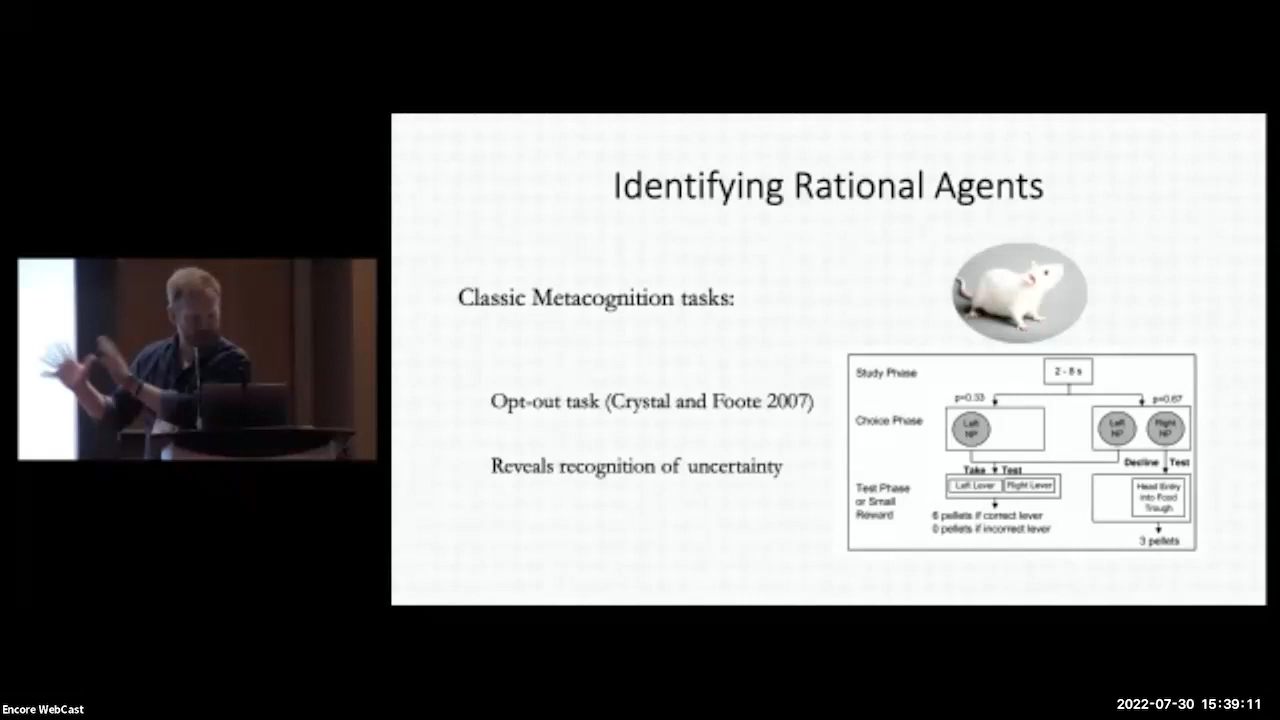 Identifying Rational Agents
Classic Metacognition tasks:
Opt-out task (Crystal and Foote 2007)
Reveals recognition of uncertainty
Study Phase
2 - 8 s
p=0.33
p=0.67
Choice Phase
Left
NP
Left
NP
Right
NP
Take Test
Decline Test
Left Lever Right Lever
Test Phase
or Small
Reward
Head Entry
into Food
Trough
6 pellets if correct lever
0 pellets if incorrect lever
3 pellets
Encore WebCast
2022-07-30 15:39:11